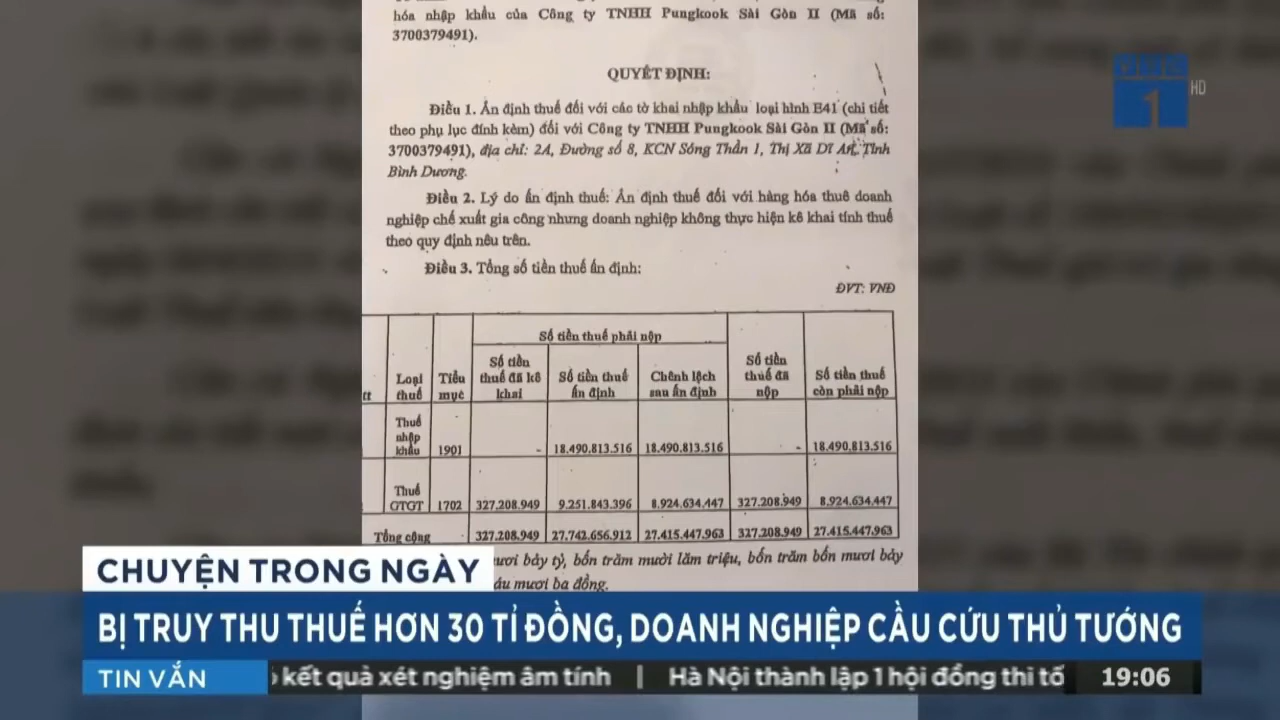 hóa nhập khẩu của Công ty TNHH Pungkook Sài Gòn II (Mã số:
3700379491).
QUYẾT ĐỊNH:
Điều 1. Ấn định thuế đối với các tờ khai nhập khẩu loại hình E41 (chi tiết
theo phụ lục đính kèm) đối với Công ty TNHH Pungkook Sài Gòn II (Mã số:
3700379491), địa chỉ: 2A, Đường số 8, KCN Sóng Thần 1, Thị Xã Dĩ An, Tỉnh
Bình Dương.
Điều 2. Lý do ấn định thuế: Ấn định thuế đối với hàng hóa thuê doanh
nghiệp chế xuất gia công nhưng doanh nghiệp không thực hiện kê khai tính thuế
theo quy định nêu trên.
Điều 3. Tổng số tiền thuế ấn định:
ĐVT: VNĐ
Số tiền thuế phải nộp
tt Loại thuế Tiểu mục Số tiền thuế đã kê khai Số tiền thuế ấn định Chênh lệch sau ấn định Số tiền thuế đã nộp Số tiền thuế còn phải nộp
Thuế nhập khẩu 1901 - 18.490.813.516 18.490.813.516 - 18.490.813.516
Thuế GTGT 1702 327.208.949 9.251.843.396 8.924.634.447 327.208.949 8.924.634.447
Tổng cộng 327.208.949 27.742.656.912 27.415.447.963 327.208.949 27.415.447.963
mươi bảy tỷ, bốn trăm mười lăm triệu, bốn trăm bốn mươi bảy
áu mươi ba đồng.
1 HD
CHUYỆN TRONG NGÀY
BỊ TRUY THU THUẾ HƠN 30 TỈ ĐỒNG, DOANH NGHIỆP CẦU CỨU THỦ TƯỚNG
TIN VẮN kết quả xét nghiệm âm tính | Hà Nội thành lập 1 hội đồng thi tố 19:06